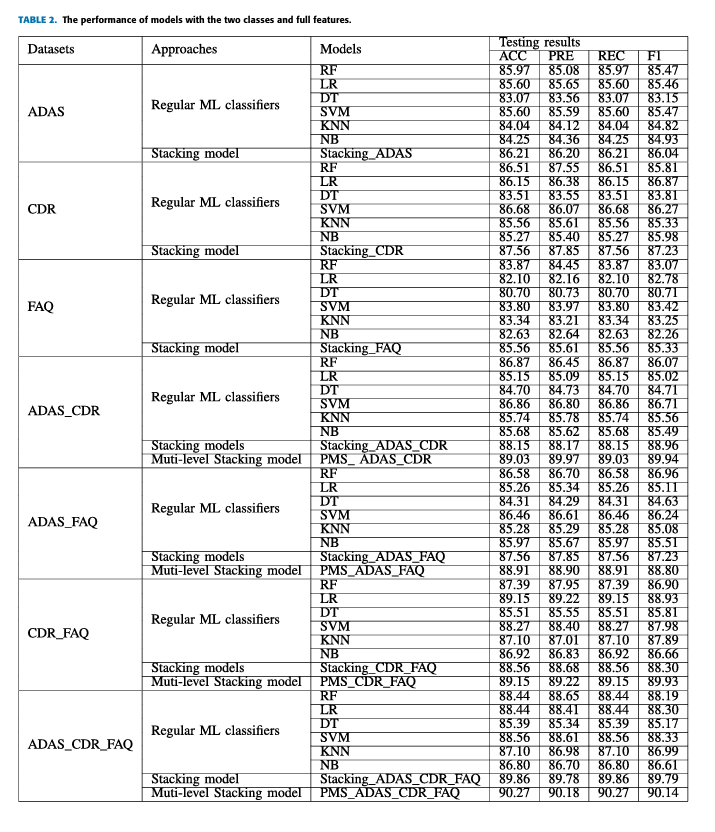 TABLE 2. The performance of models with the two classes and full features.
Datasets Approaches Models Testing results
ACC PRE REC F1
RF 85.97 85.08 85.97 85.47
LR 85.60 85.65 85.60 85.46
DT 83.07 83.56 83.07 83.15
ADAS Regular ML classifiers SVM 85.60 85.59 85.60 85.47
KNN 84.04 84.12 84.04 84.82
NB 84.25 84.36 84.25 84.93
Stacking model Stacking_ADAS 86.21 86.20 86.21 86.04
RF 86.51 87.55 86.51 85.81
LR 86.15 86.38 86.15 86.87
DT 83.51 83.55 83.51 83.81
CDR Regular ML classifiers SVM 86.68 86.07 86.68 86.27
KNN 85.56 85.61 85.56 85.33
NB 85.27 85.40 85.27 85.98
Stacking model Stacking_CDR 87.56 87.85 87.56 87.23
RF 83.87 84.45 83.87 83.07
LR 82.10 82.16 82.10 82.78
DT 80.70 80.73 80.70 80.71
FAQ Regular ML classifiers SVM 83.80 83.97 83.80 83.42
KNN 83.34 83.21 83.34 83.25
NB 82.63 82.64 82.63 82.26
Stacking model Stacking_FAQ 85.56 85.61 85.56 85.33
RF 86.87 86.45 86.87 86.07
LR 85.15 85.09 85.15 85.02
DT 84.70 84.73 84.70 84.71
ADAS_CDR Regular ML classifiers SVM 86.86 86.80 86.86 86.71
KNN 85.74 85.78 85.74 85.56
NB 85.68 85.62 85.68 85.49
Stacking models Stacking_ADAS_CDR 88.15 88.17 88.15 88.96
Muti-level Stacking model PMS_ ADAS_CDR 89.03 89.97 89.03 89.94
RF 86.58 86.70 86.58 86.96
LR 85.26 85.34 85.26 85.11
DT 84.31 84.29 84.31 84.63
ADAS_FAQ Regular ML classifiers SVM 86.46 86.61 86.46 86.24
KNN 85.28 85.29 85.28 85.08
NB 85.97 85.67 85.97 85.51
Stacking models Stacking_ADAS_FAQ 87.56 87.85 87.56 87.23
Muti-level Stacking model PMS_ADAS_FAQ 88.91 88.90 88.91 88.80
RF 87.39 87.95 87.39 86.90
LR 89.15 89.22 89.15 88.93
DT 85.51 85.55 85.51 85.81
CDR_FAQ Regular ML classifiers SVM 88.27 88.40 88.27 87.98
KNN 87.10 87.01 87.10 87.89
NB 86.92 86.83 86.92 86.66
Stacking models Stacking_CDR_FAQ 88.56 88.68 88.56 88.30
Muti-level Stacking model PMS_CDR_FAQ 89.15 89.22 89.15 89.93
RF 88.44 88.65 88.44 88.19
LR 88.44 88.41 88.44 88.30
DT 85.39 85.34 85.39 85.17
ADAS_CDR_FAQ Regular ML classifiers SVM 88.56 88.61 88.56 88.33
KNN 87.10 86.98 87.10 86.99
NB 86.80 86.70 86.80 86.61
Stacking model Stacking_ADAS_CDR_FAQ 89.86 89.78 89.86 89.79
Muti-level Stacking model PMS_ADAS_CDR_FAQ 90.27 90.18 90.27 90.14